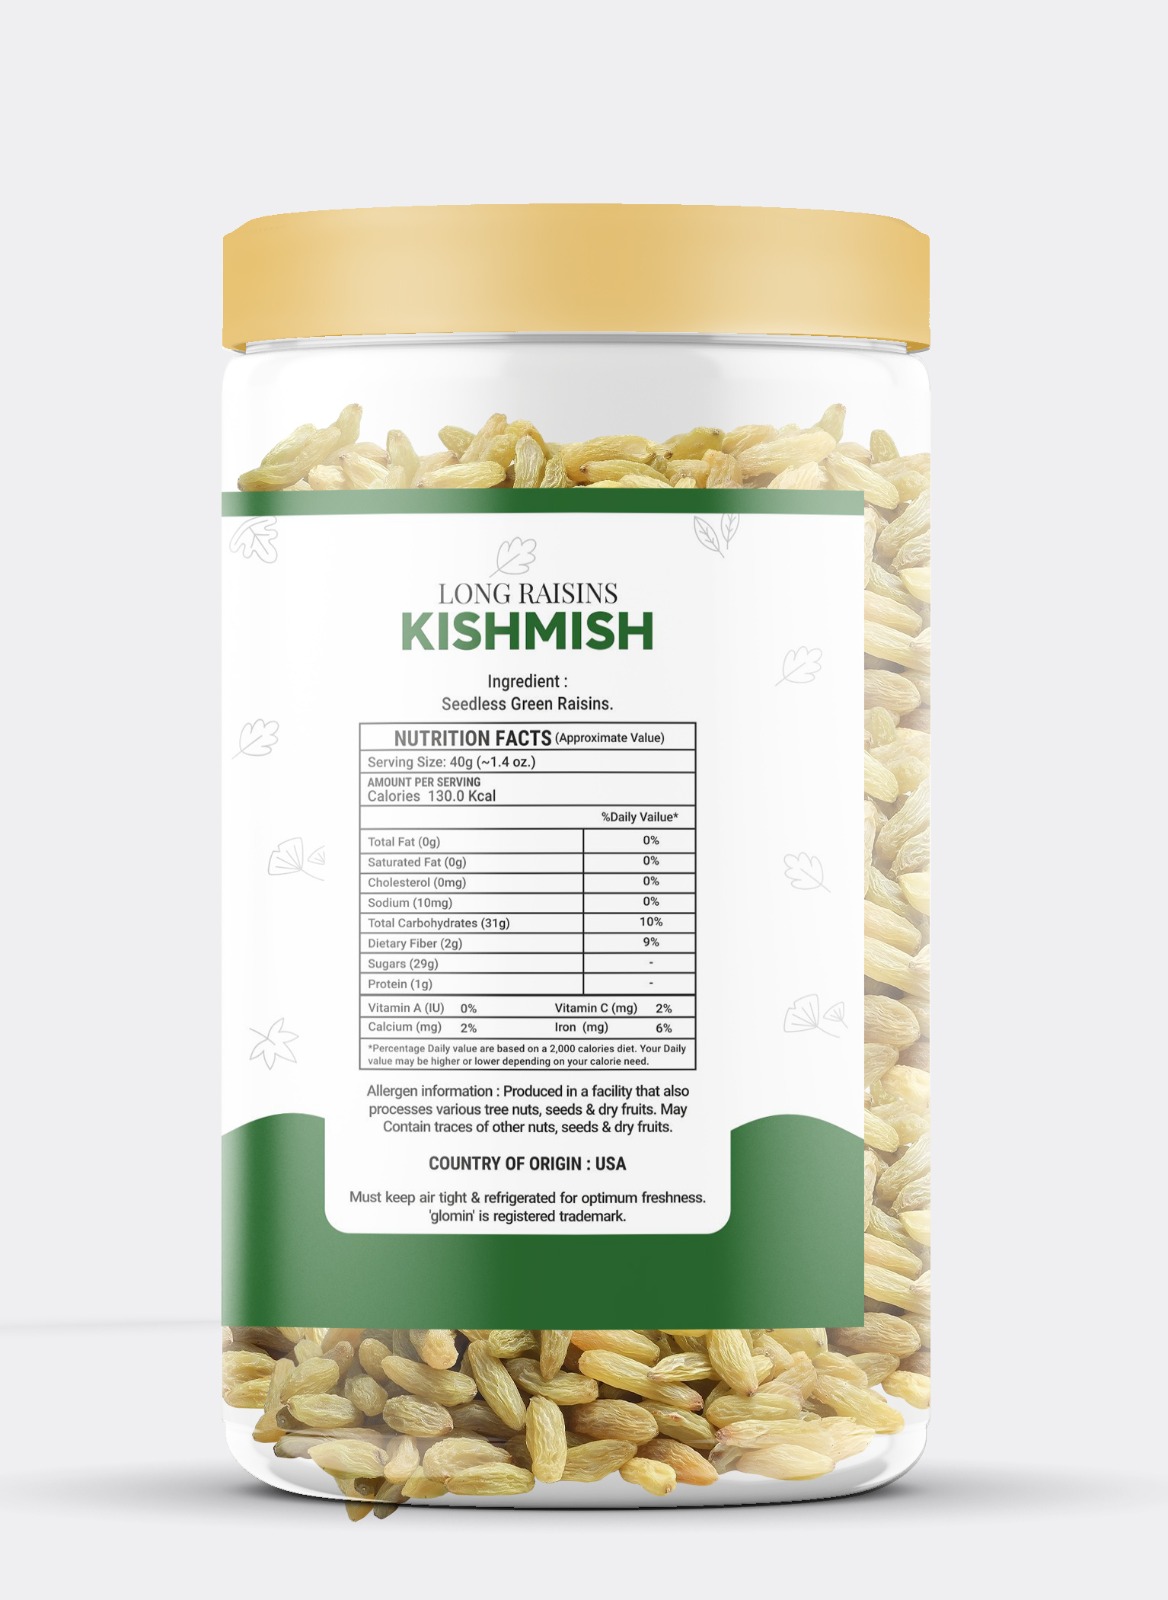 LONG RAISINS
KISHMISH
Ingredient :
Seedless Green Raisins.
NUTRITION FACTS (Approximate Value)
Serving Size: 40g (~1.4 oz.)
AMOUNT PER SERVING
Calories 130.0 Kcal
%Daily Vailue*
Total Fat (0g) 0%
Saturated Fat (0g) 0%
Cholesterol (0mg) 0%
Sodium (10mg) 0%
Total Carbohydrates (31g) 10%
Dietary Fiber (2g) 9%
Sugars (29g) -
Protein (1g) -
Vitamin A (IU) 0% Vitamin C (mg) 2%
Calcium (mg) 2% Iron (mg) 6%
*Percentage Daily value are based on a 2,000 calories diet. Your Daily
value may be higher or lower depending on your calorie need.
Allergen information : Produced in a facility that also
processes various tree nuts, seeds & dry fruits. May
Contain traces of other nuts, seeds & dry fruits.
COUNTRY OF ORIGIN : USA
Must keep air tight & refrigerated for optimum freshness.
'glomin' is registered trademark.